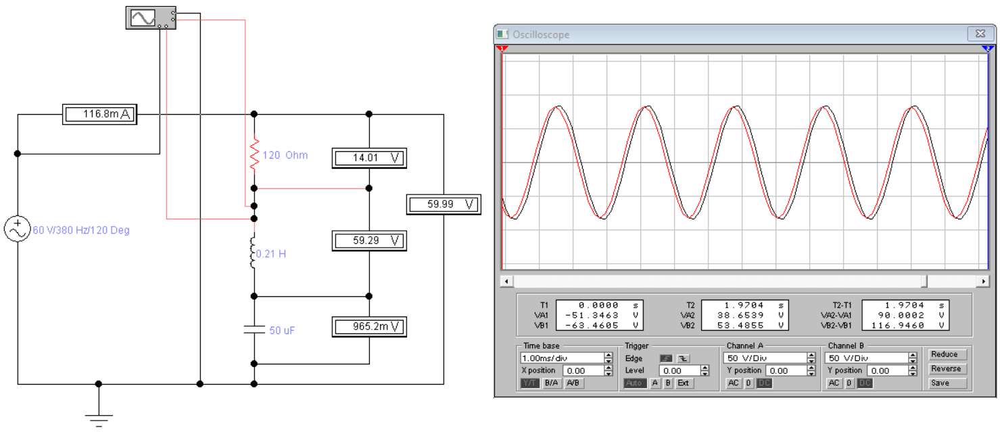 116.8m A
120 Ohm
14.01 V
59.99 V
60 V/380 Hz/120 Deg
59.29 V
0.21 H
965.2m V
50 uF
Oscilloscope
1
2
T1 0.0000 s
VA1 -51.3463 V
VB1 -63.4605 V
T2 1.9704 s
VA2 38.6539 V
VB2 53.4855 V
T2-T1 1.9704 s
VA2-VA1 90.0002 V
VB2-VB1 116.9460 V
Time base
1.00ms/div
X position 0.00
Y/T B/A A/B
Trigger
Edge
Level 0.00
Auto A B Ext
Channel A
50 V/Div
Y position 0.00
AC 0 DC
Channel B
50 V/Div
Y position 0.00
AC 0 DC
Reduce
Reverse
Save